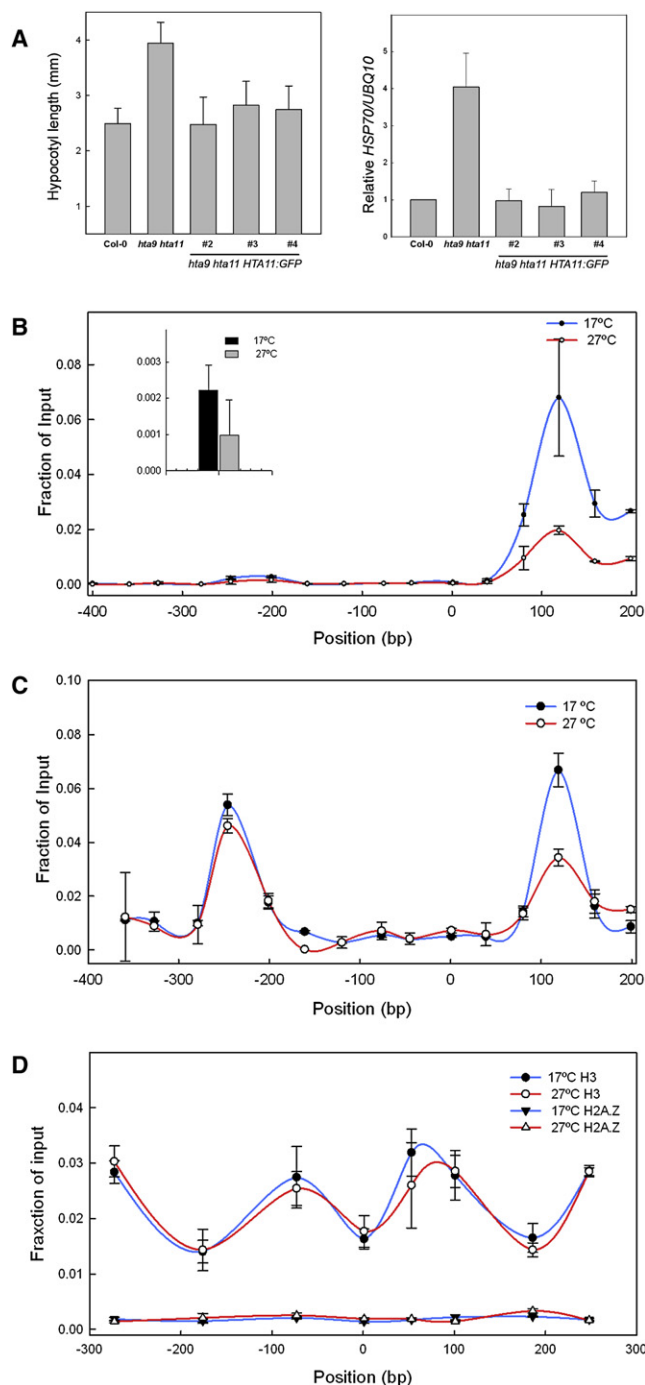 A
Hypocotyl length (mm)
4
3
2
1
Col-0 hta9 hta11 #2 #3 #4
hta9 hta11 HTA11:GFP
Relative HSP70/UBQ10
5
4
3
2
1
0
Col-0 hta9 hta11 #2 #3 #4
hta9 hta11 HTA11:GFP
B
Fraction of Input
0.08
0.06
0.04
0.02
0.00
17ºC
27ºC
0.003
0.002
0.001
0.000
17ºC
27ºC
-400 -300 -200 -100 0 100 200
Position (bp)
C
Fraction of Input
0.10
0.08
0.06
0.04
0.02
0.00
17 ºC
27 ºC
-400 -300 -200 -100 0 100 200
Position (bp)
D
Fraxction of input
0.04
0.03
0.02
0.01
0.00
17ºC H3
27ºC H3
17ºC H2A.Z
27ºC H2A.Z
-300 -200 -100 0 100 200 300
Position (bp)